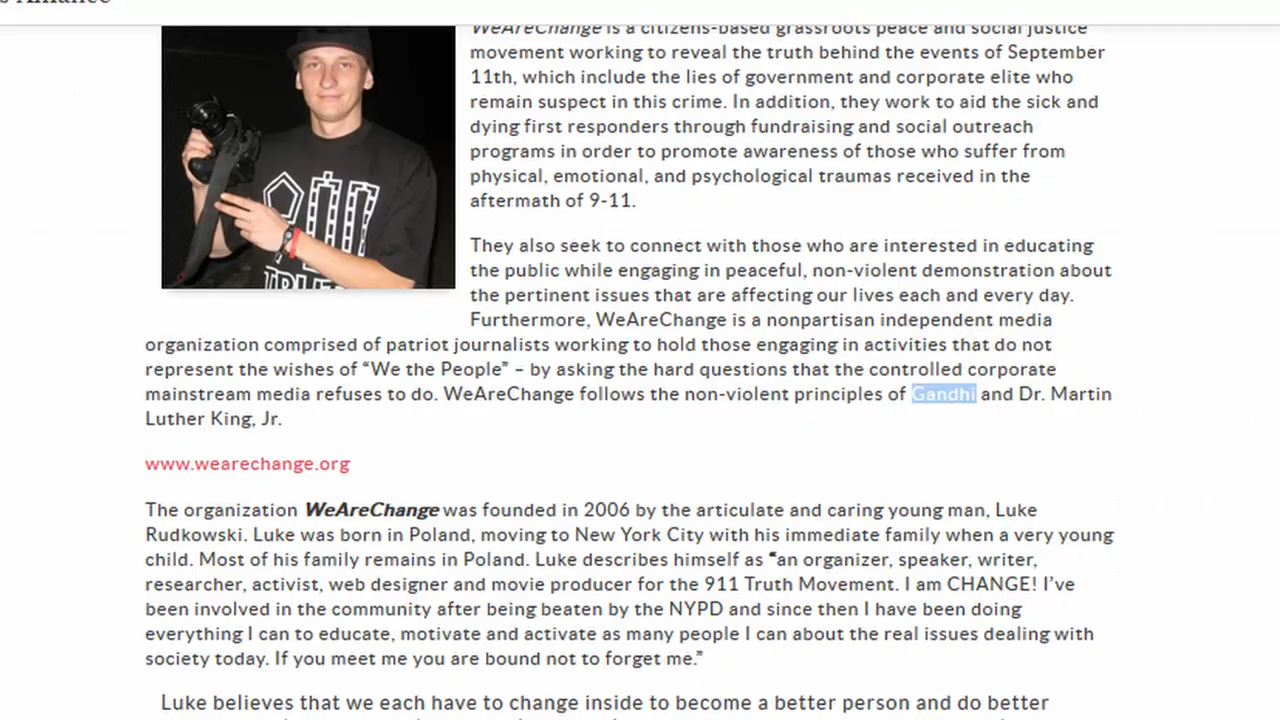 WeAreChange is a citizens-based grassroots peace and social justice
movement working to reveal the truth behind the events of September
11th, which include the lies of government and corporate elite who
remain suspect in this crime. In addition, they work to aid the sick and
dying first responders through fundraising and social outreach
programs in order to promote awareness of those who suffer from
physical, emotional, and psychological traumas received in the
aftermath of 9-11.
They also seek to connect with those who are interested in educating
the public while engaging in peaceful, non-violent demonstration about
the pertinent issues that are affecting our lives each and every day.
Furthermore, WeAreChange is a nonpartisan independent media
organization comprised of patriot journalists working to hold those engaging in activities that do not
represent the wishes of “We the People” – by asking the hard questions that the controlled corporate
mainstream media refuses to do. WeAreChange follows the non-violent principles of Gandhi and Dr. Martin
Luther King, Jr.
www.wearechange.org
The organization WeAreChange was founded in 2006 by the articulate and caring young man, Luke
Rudkowski. Luke was born in Poland, moving to New York City with his immediate family when a very young
child. Most of his family remains in Poland. Luke describes himself as “an organizer, speaker, writer,
researcher, activist, web designer and movie producer for the 911 Truth Movement. I am CHANGE! I’ve
been involved in the community after being beaten by the NYPD and since then I have been doing
everything I can to educate, motivate and activate as many people I can about the real issues dealing with
society today. If you meet me you are bound not to forget me.”
Luke believes that we each have to change inside to become a better person and do better